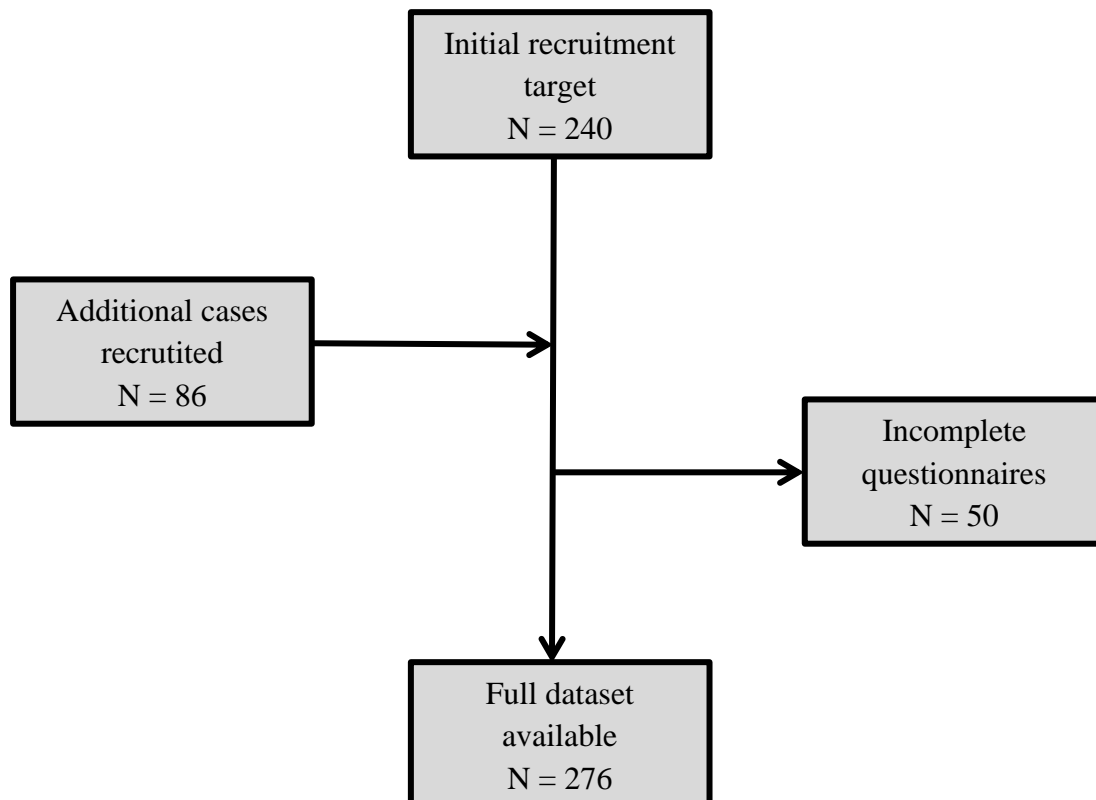 Initial recruitment
target
N = 240
Additional cases
recrutited
N = 86
Incomplete
questionnaires
N = 50
Full dataset
available
N = 276